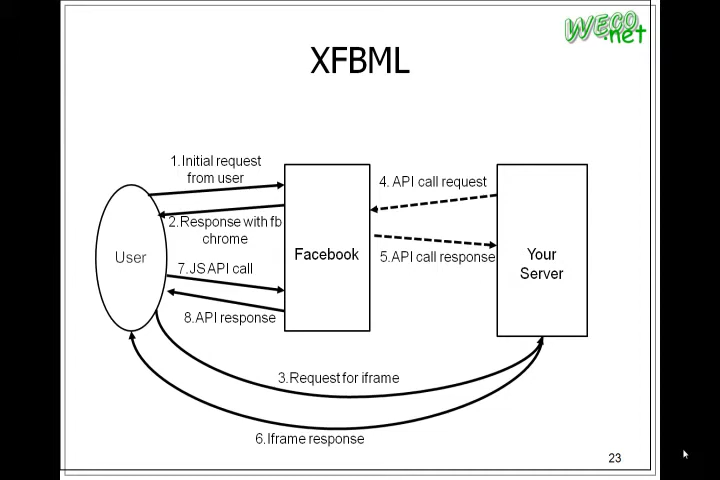 WECO
.net
XFBML
1.Initial request
from user
4. API call request
2.Response with fb
chrome
User
Facebook
Your
Server
5.API call response
7.JS API call
8.API response
3.Request for iframe
6.Iframe response
23